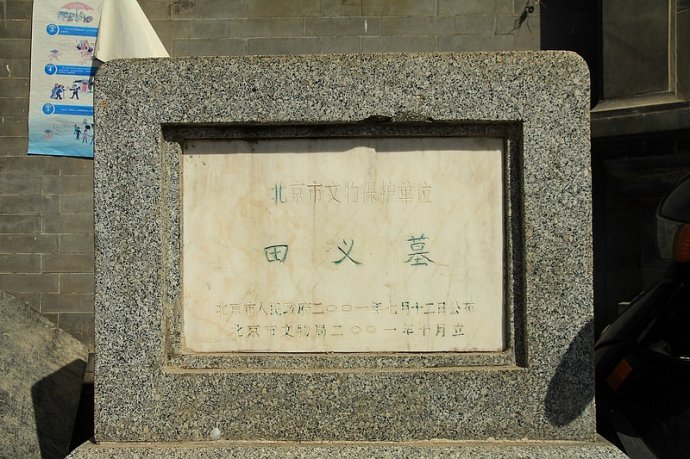 北京市文物保护单位
田义墓
北京市人民政府二〇〇一年七月十二日公布
北京市文物局二〇〇一年十月立